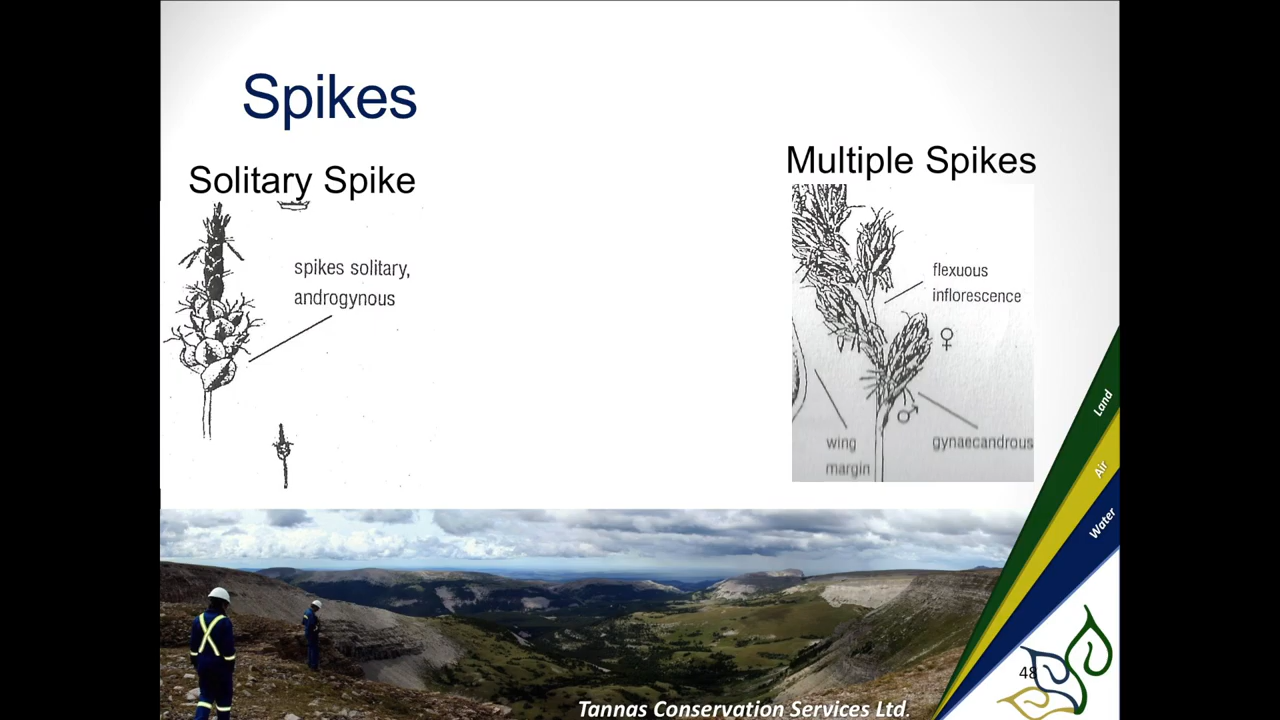 Spikes
Solitary Spike
spikes solitary,
androgynous
Multiple Spikes
flexuous
inflorescence
♀
♂
wing
margin
gynaecandrous
Land
Air
Water
48
Tannas Conservation Services Ltd.